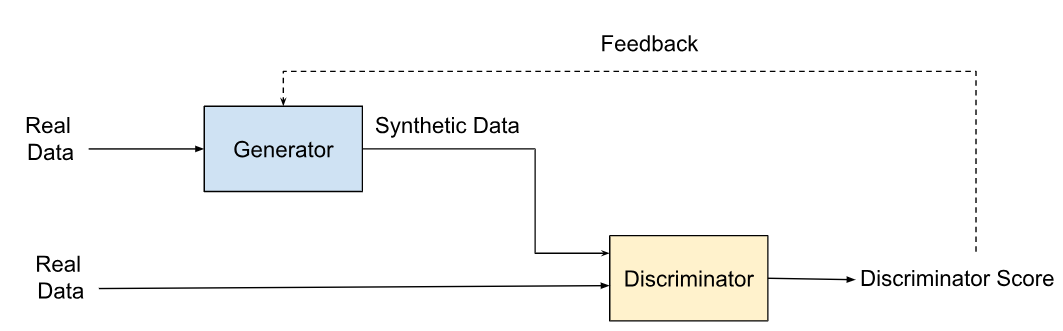 Feedback
Real
Data
Generator
Synthetic Data
Real
Data
Discriminator
Discriminator Score